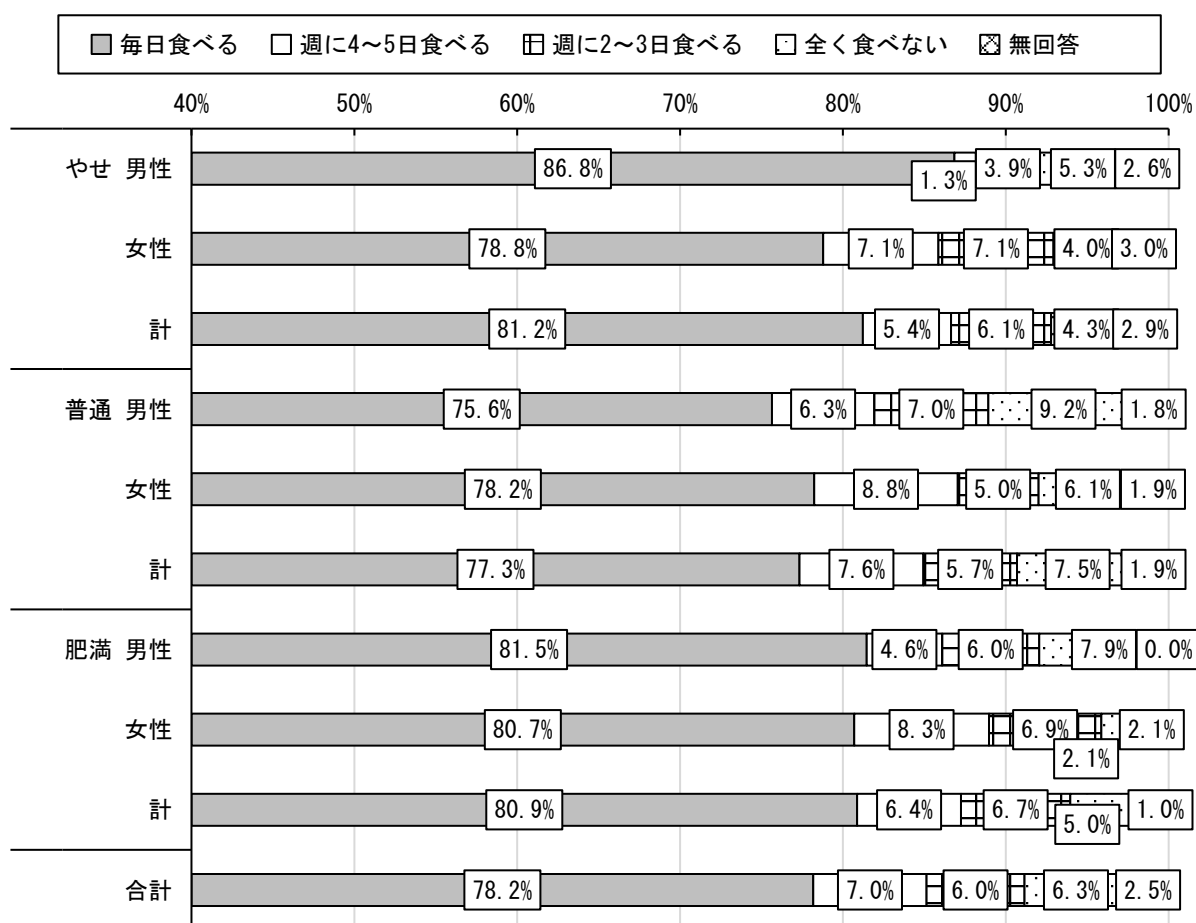 毎日食べる 週に4～5日食べる 週に2～3日食べる 全く食べない 無回答
40% 50% 60% 70% 80% 90% 100%
やせ 男性 86.8% 1.3% 3.9% 5.3% 2.6%
女性 78.8% 7.1% 7.1% 4.0% 3.0%
計 81.2% 5.4% 6.1% 4.3% 2.9%
普通 男性 75.6% 6.3% 7.0% 9.2% 1.8%
女性 78.2% 8.8% 5.0% 6.1% 1.9%
計 77.3% 7.6% 5.7% 7.5% 1.9%
肥満 男性 81.5% 4.6% 6.0% 7.9% 0.0%
女性 80.7% 8.3% 6.9% 2.1% 2.1%
計 80.9% 6.4% 6.7% 5.0% 1.0%
合計 78.2% 7.0% 6.0% 6.3% 2.5%